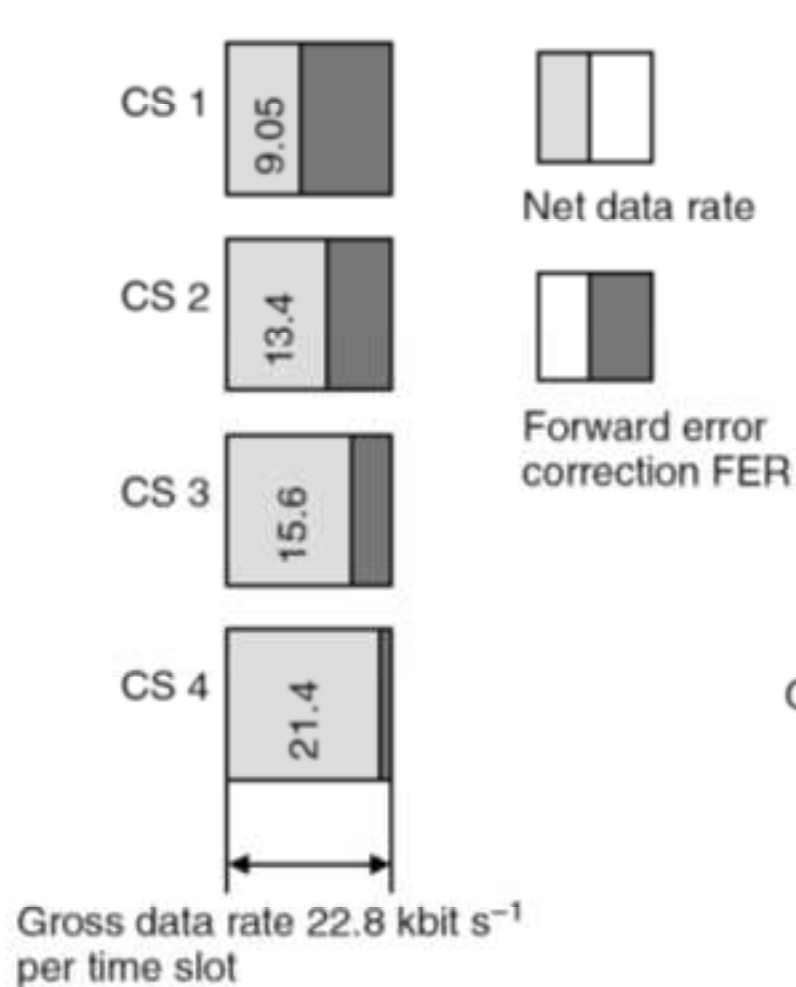 CS 1
9.05
Net data rate
CS 2
13.4
Forward error
correction FER
CS 3
15.6
CS 4
21.4
Gross data rate 22.8 kbit s⁻¹
per time slot